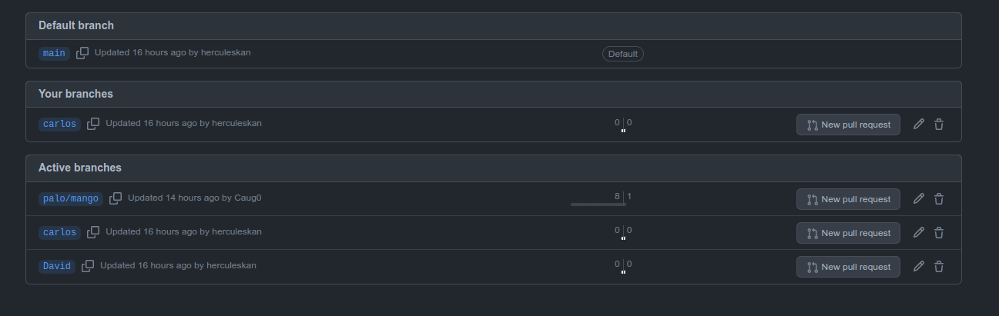 Default branch
main Updated 16 hours ago by herculeskan Default
Your branches
carlos Updated 16 hours ago by herculeskan 0 | 0 New pull request
Active branches
palo/mango Updated 14 hours ago by Caug0 8 | 1 New pull request
carlos Updated 16 hours ago by herculeskan 0 | 0 New pull request
David Updated 16 hours ago by herculeskan 0 | 0 New pull request